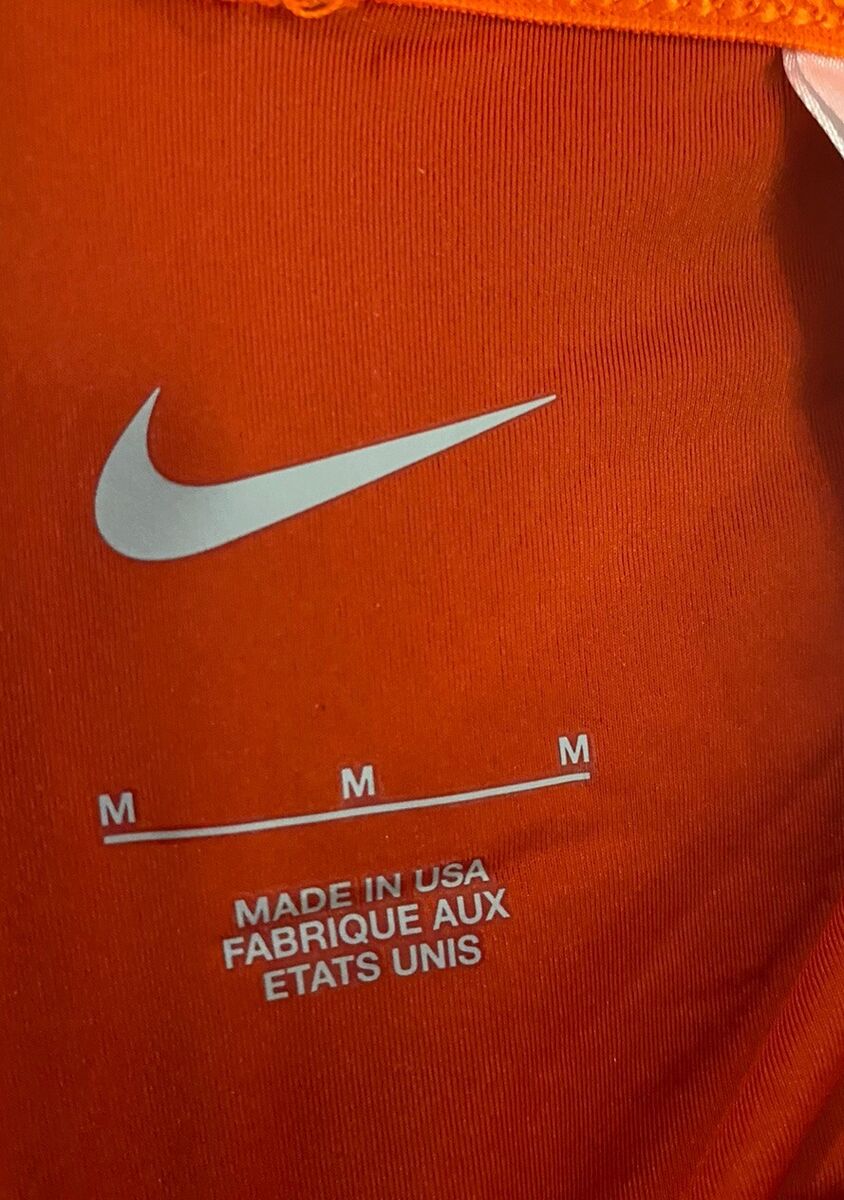 M M M
MADE IN USA
FABRIQUE AUX
ETATS UNIS